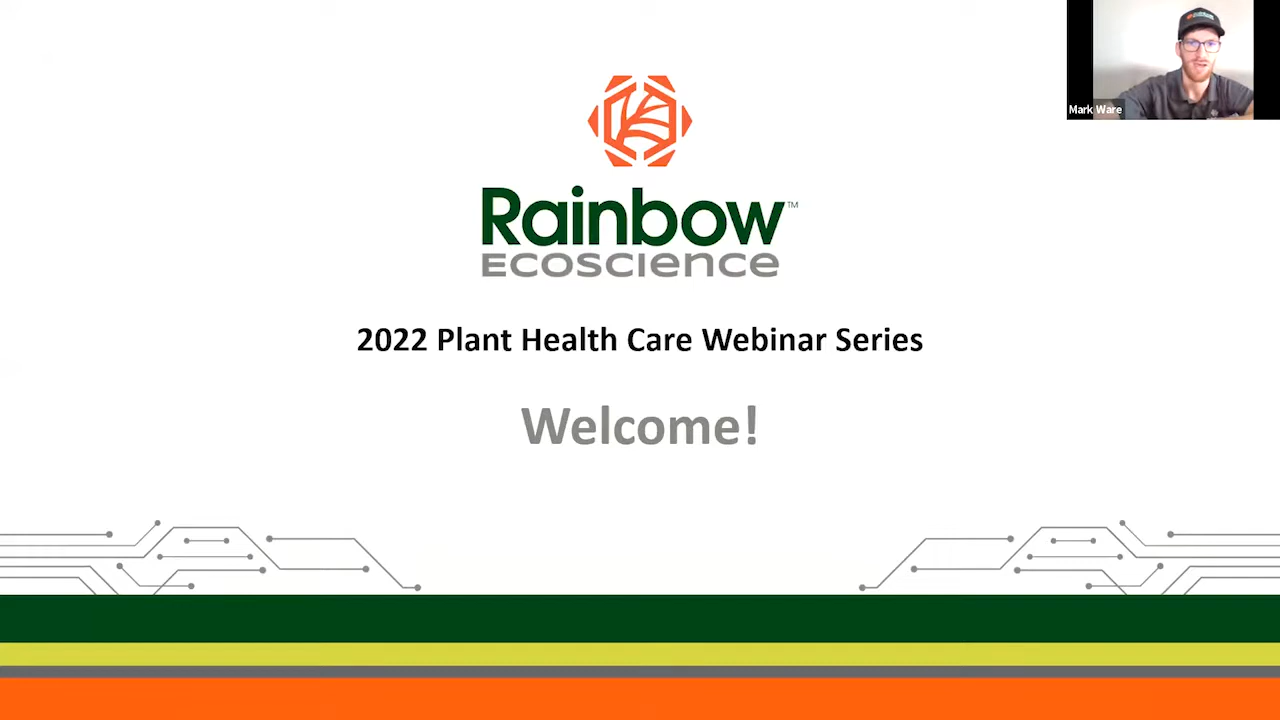 Rainbow™
Ecoscience
2022 Plant Health Care Webinar Series
Welcome!
Mark Ware